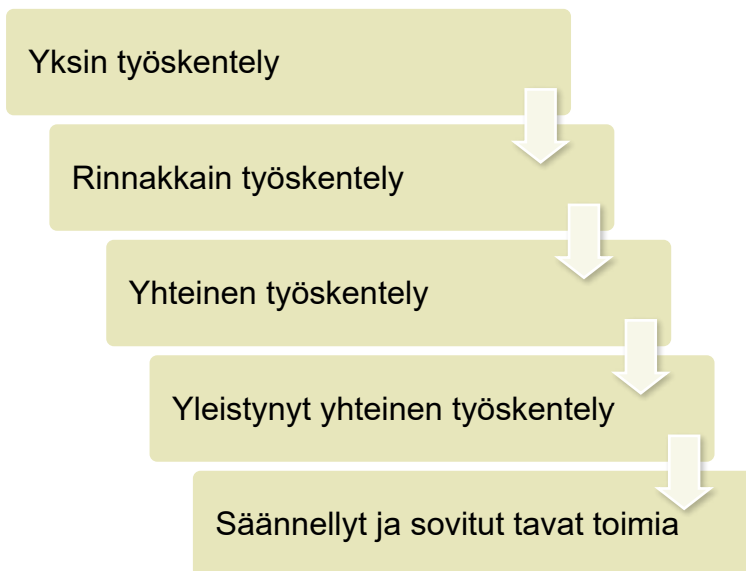 Yksin työskentely
Rinnakkain työskentely
Yhteinen työskentely
Yleistynyt yhteinen työskentely
Säännellyt ja sovitut tavat toimia